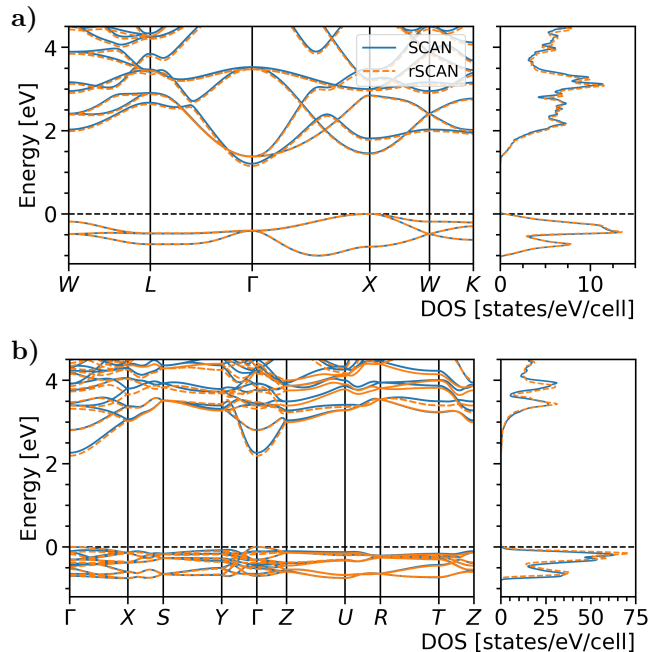 a)
Energy [eV]
4
2
0
SCAN
rSCAN
W L Γ X W K
0 10
DOS [states/eV/cell]
b)
Energy [eV]
4
2
0
Γ X S Y Γ Z U R T Z
0 25 50 75
DOS [states/eV/cell]